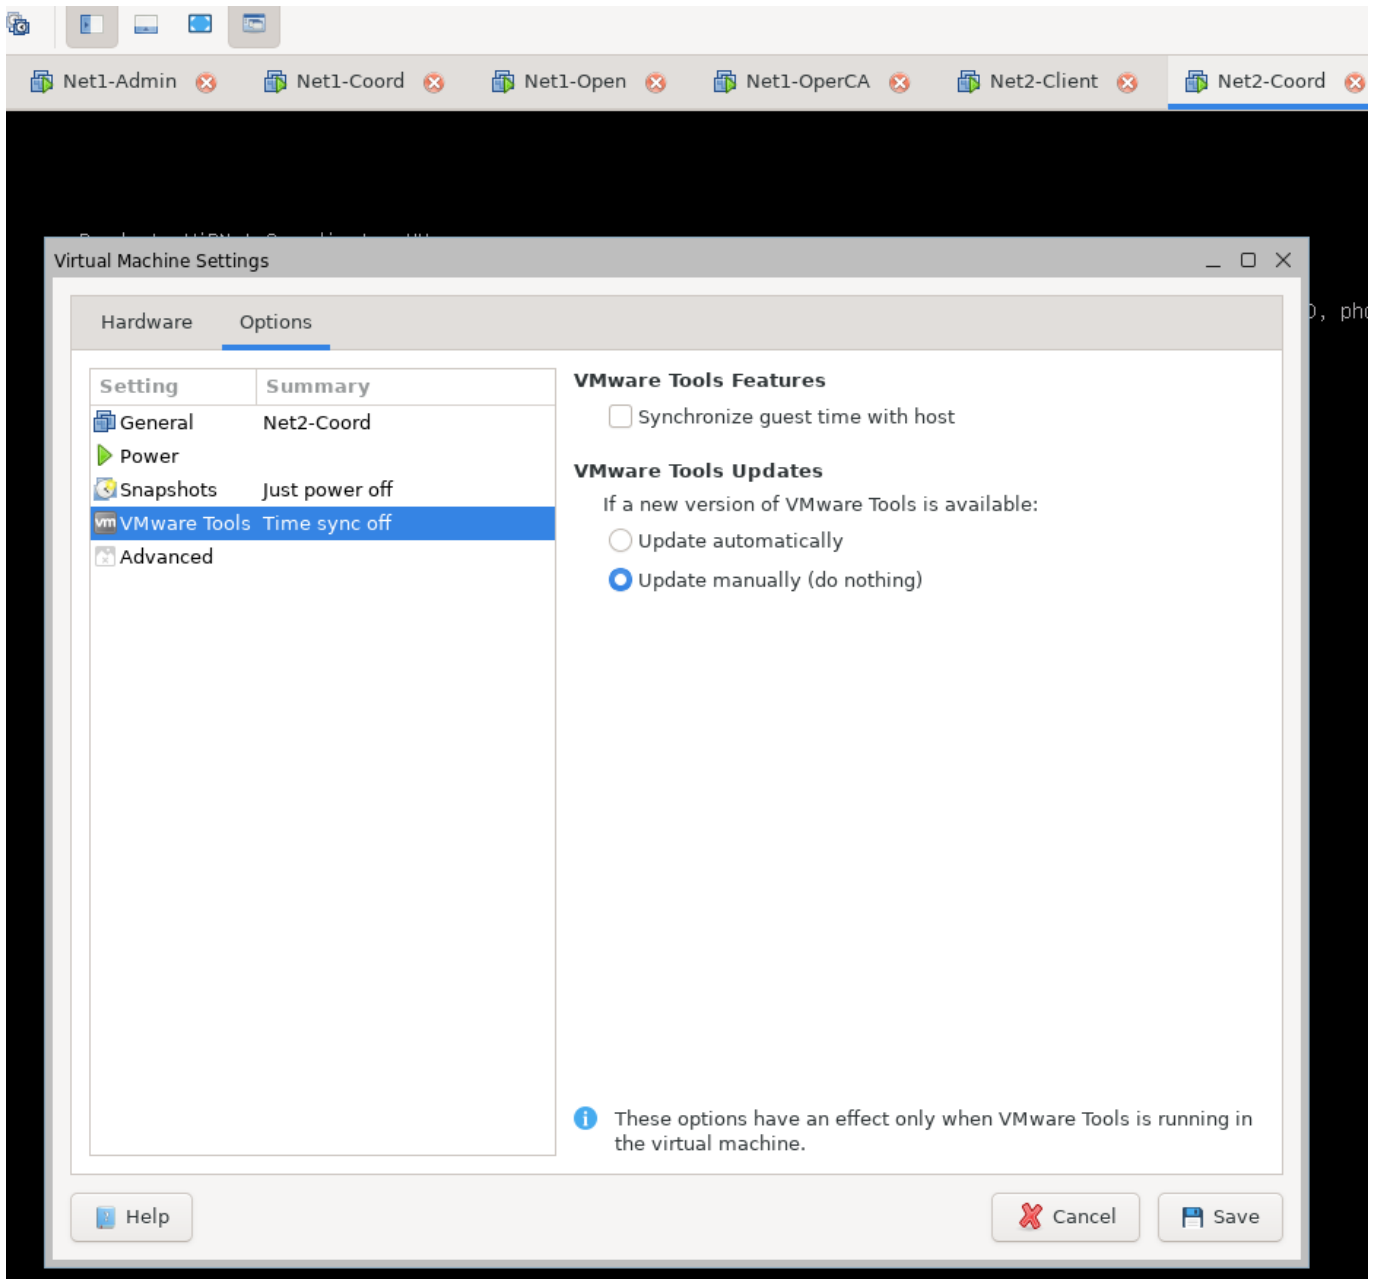 Net1-Admin Net1-Coord Net1-Open Net1-OperCA Net2-Client Net2-Coord
Virtual Machine Settings
Hardware Options
Setting Summary
General Net2-Coord
Power
Snapshots Just power off
VMware Tools Time sync off
Advanced
VMware Tools Features
Synchronize guest time with host
VMware Tools Updates
If a new version of VMware Tools is available:
Update automatically
Update manually (do nothing)
These options have an effect only when VMware Tools is running in
the virtual machine.
Help Cancel Save